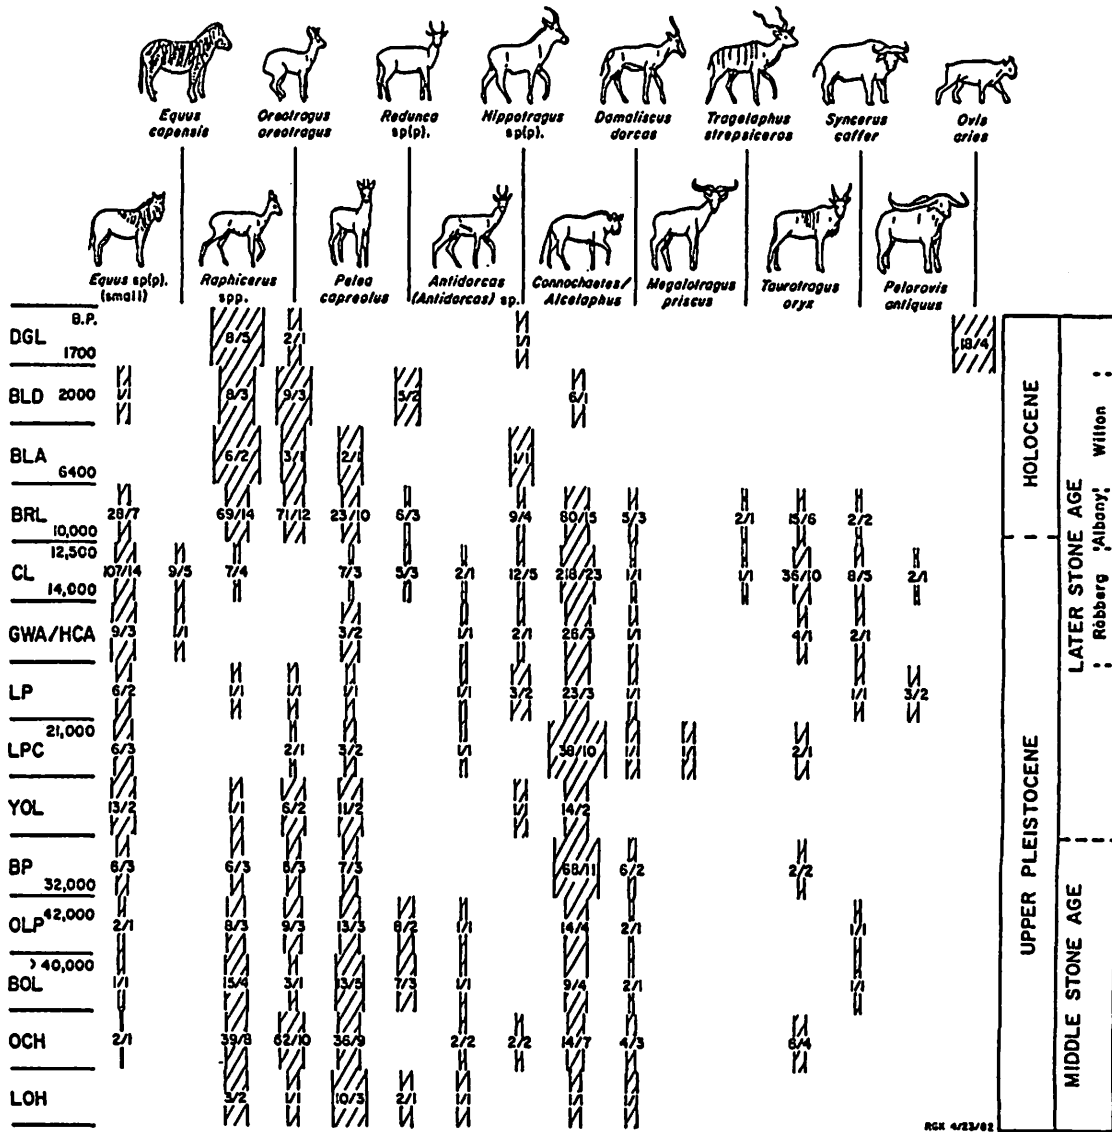 Equus
capensis
Oreotragus
oreotragus
Redunca
sp(p).
Hippotragus
sp(p).
Damaliscus
dorcas
Tragelaphus
strepsiceros
Syncerus
caffer
Ovis
aries
Equus sp(p).
(small)
Raphicerus
spp.
Pelea
capreolus
Antidorcas
(Antidorcas) sp.
Connochaetes/
Alcelaphus
Megalotragus
priscus
Taurotragus
oryx
Pelorovis
antiquus
B.P.
DGL 8/5 2/1 1/1 18/4
1700
BLD 2000 1/1 8/3 9/3 5/2 6/1
BLA 6/2 3/1 2/1 1/1
6400
BRL 28/7 69/14 71/12 23/10 6/3 9/4 80/15 5/3 2/1 15/6 2/2
10,000
12,500
CL 107/14 9/5 7/4 7/3 5/3 2/1 12/5 218/23 1/1 1/1 36/10 8/5 2/1
14,000
GWA/HCA 9/3 1/1 3/2 1/1 2/1 26/3 1/1 4/1 2/1
LP 6/2 1/1 1/1 1/1 1/1 3/2 23/3 1/1 1/1 3/2
21,000
LPC 6/3 2/1 3/2 1/1 38/10 1/1 1/1 2/1
YOL 13/2 1/1 6/2 11/2 1/1 14/2
BP 6/3 6/3 8/3 7/3 68/11 6/2 2/2
32,000
42,000
OLP 2/1 8/3 9/3 13/3 8/2 1/1 14/4 2/1 1/1
>40,000
BOL 1/1 15/4 3/1 13/5 7/3 1/1 9/4 2/1 1/1
OCH 2/1 39/8 62/10 36/9 2/2 2/2 14/7 4/3 6/4
LOH 3/2 1/1 10/3 2/1 1/1 1/1 1/1
HOLOCENE
UPPER PLEISTOCENE
LATER STONE AGE
MIDDLE STONE AGE
Wilton
Albany
Robberg
RGK 4/23/82